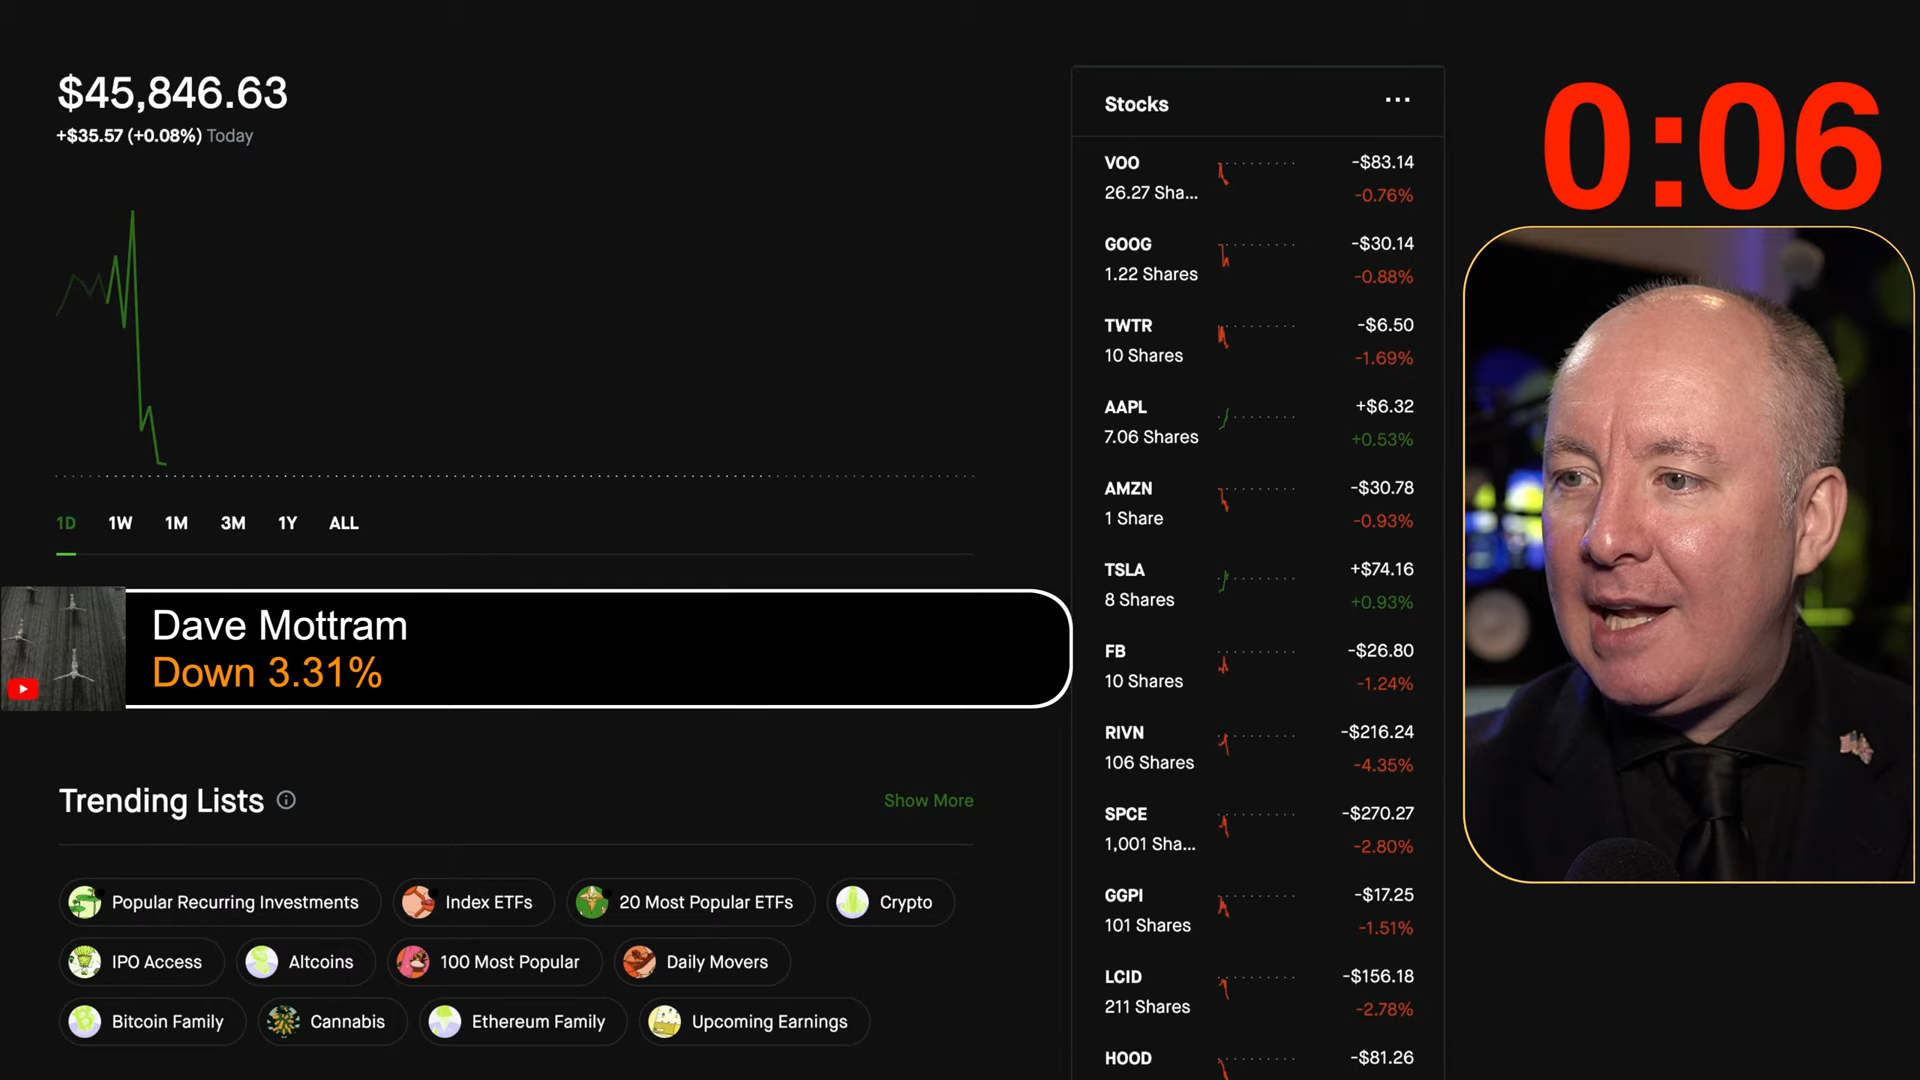 $45,846.63
+$35.57 (+0.08%) Today
1D 1W 1M 3M 1Y ALL
Dave Mottram
Down 3.31%
Trending Lists
Show More
Popular Recurring Investments
Index ETFs
20 Most Popular ETFs
Crypto
IPO Access
Altcoins
100 Most Popular
Daily Movers
Bitcoin Family
Cannabis
Ethereum Family
Upcoming Earnings
Stocks
VOO -$83.14
26.27 Sha... -0.76%
GOOG -$30.14
1.22 Shares -0.88%
TWTR -$6.50
10 Shares -1.69%
AAPL +$6.32
7.06 Shares +0.53%
AMZN -$30.78
1 Share -0.93%
TSLA +$74.16
8 Shares +0.93%
FB -$26.80
10 Shares -1.24%
RIVN -$216.24
106 Shares -4.35%
SPCE -$270.27
1,001 Sha... -2.80%
GGPI -$17.25
101 Shares -1.51%
LCID -$156.18
211 Shares -2.78%
HOOD -$81.26
0:06